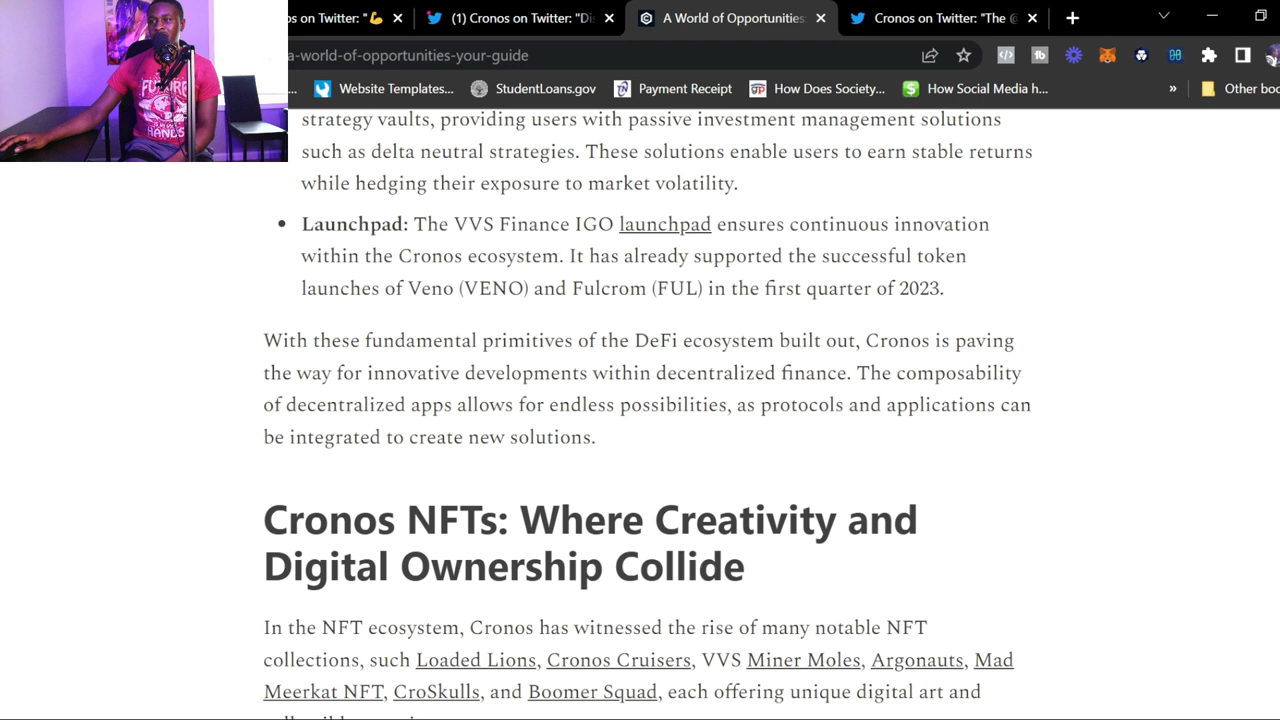 os on Twitter: "💪
(1) Cronos on Twitter: "Di
A World of Opportunities:
Cronos on Twitter: "The @
a-world-of-opportunities-your-guide
Website Templates...
StudentLoans.gov
Payment Receipt
How Does Society...
How Social Media h...
»
Other boo
FUTURE
HANDS
strategy vaults, providing users with passive investment management solutions
such as delta neutral strategies. These solutions enable users to earn stable returns
while hedging their exposure to market volatility.
• Launchpad: The VVS Finance IGO launchpad ensures continuous innovation
within the Cronos ecosystem. It has already supported the successful token
launches of Veno (VENO) and Fulcrom (FUL) in the first quarter of 2023.
With these fundamental primitives of the DeFi ecosystem built out, Cronos is paving
the way for innovative developments within decentralized finance. The composability
of decentralized apps allows for endless possibilities, as protocols and applications can
be integrated to create new solutions.
Cronos NFTs: Where Creativity and
Digital Ownership Collide
In the NFT ecosystem, Cronos has witnessed the rise of many notable NFT
collections, such Loaded Lions, Cronos Cruisers, VVS Miner Moles, Argonauts, Mad
Meerkat NFT, CroSkulls, and Boomer Squad, each offering unique digital art and